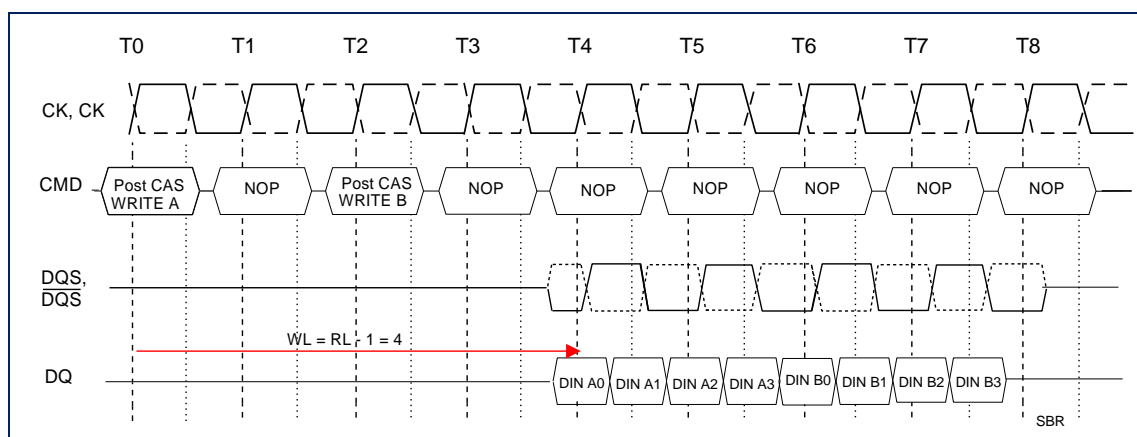 T0 T1 T2 T3 T4 T5 T6 T7 T8
CK, CK
CMD
Post CAS
WRITE A
NOP
Post CAS
WRITE B
NOP
NOP
NOP
NOP
NOP
NOP
DQS,
DQS
WL = RL - 1 = 4
DQ
DIN A0 DIN A1 DIN A2 DIN A3 DIN B0 DIN B1 DIN B2 DIN B3
SBR